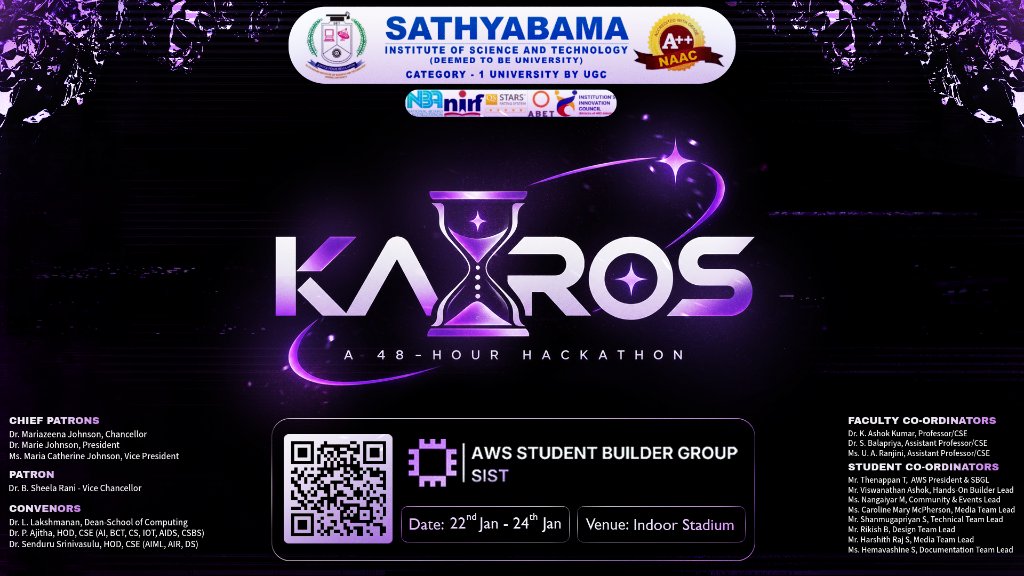 SATHYABAMA
INSTITUTE OF SCIENCE AND TECHNOLOGY
(DEEMED TO BE UNIVERSITY)
CATEGORY - 1 UNIVERSITY BY UGC
A++
NAAC
NBA nirf STARS ABET INSTITUTION'S INNOVATION COUNCIL
KAIROS
A 48-HOUR HACKATHON
CHIEF PATRONS
Dr. Mariazeena Johnson, Chancellor
Dr. Marie Johnson, President
Ms. Maria Catherine Johnson, Vice President
PATRON
Dr. B. Sheela Rani - Vice Chancellor
CONVENORS
Dr. L. Lakshmanan, Dean-School of Computing
Dr. P. Ajitha, HOD, CSE (AI, BCT, CS, IOT, AIDS, CSBS)
Dr. Senduru Srinivasulu, HOD, CSE (AIML, AIR, DS)
AWS STUDENT BUILDER GROUP
SIST
Date: 22nd Jan - 24th Jan
Venue: Indoor Stadium
FACULTY CO-ORDINATORS
Dr. K. Ashok Kumar, Professor/CSE
Dr. S. Balapriya, Assistant Professor/CSE
Ms. U. A. Ranjini, Assistant Professor/CSE
STUDENT CO-ORDINATORS
Mr. Thenappan T, AWS President & SBGL
Mr. Viswanathan Ashok, Hands-On Builder Lead
Ms. Nangaiyar M, Community & Events Lead
Ms. Caroline Mary McPherson, Media Team Lead
Mr. Shanmugapriyan S, Technical Team Lead
Mr. Rikish B, Design Team Lead
Mr. Harshith Raj S, Media Team Lead
Ms. Hemavashine S, Documentation Team Lead